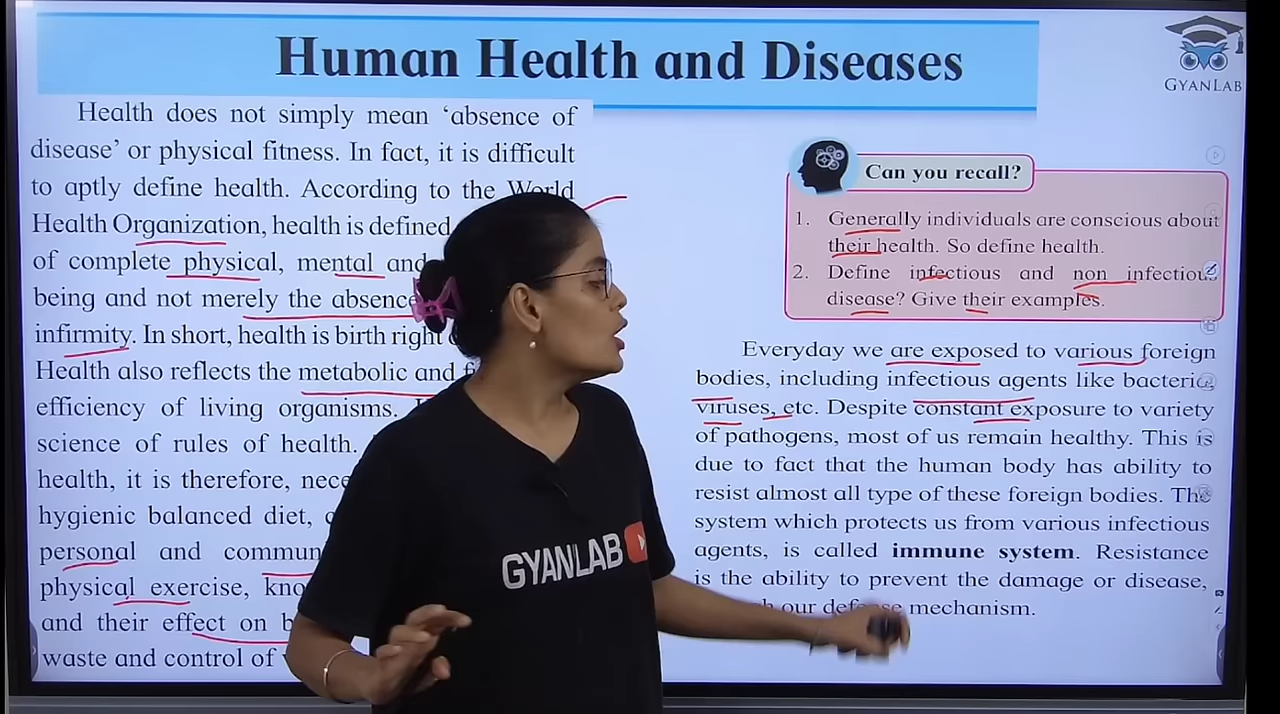 Human Health and Diseases
GYANLAB
Health does not simply mean ‘absence of
disease’ or physical fitness. In fact, it is difficult
to aptly define health. According to the World
Health Organization, health is defined
of complete physical, mental and
being and not merely the absence
infirmity. In short, health is birth right
Health also reflects the metabolic and
efficiency of living organisms.
science of rules of health.
health, it is therefore,
hygienic balanced diet,
personal and
physical exercise,
and their effect on
waste and control of
Can you recall?
1. Generally individuals are conscious about
their health. So define health.
2. Define infectious and non infectious
disease? Give their examples.
Everyday we are exposed to various foreign
bodies, including infectious agents like bacteria,
viruses, etc. Despite constant exposure to variety
of pathogens, most of us remain healthy. This is
due to fact that the human body has ability to
resist almost all type of these foreign bodies. The
system which protects us from various infectious
agents, is called immune system. Resistance
is the ability to prevent the damage or disease,
our defense mechanism.
GYANLAB